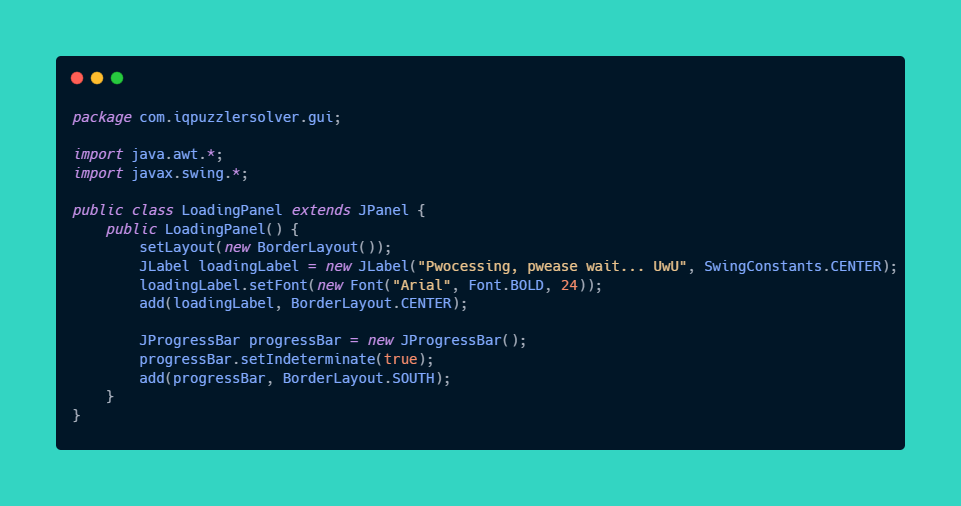 package com.iqpuzzlersolver.gui;
import java.awt.*;
import javax.swing.*;
public class LoadingPanel extends JPanel {
    public LoadingPanel() {
        setLayout(new BorderLayout());
        JLabel loadingLabel = new JLabel("Pwocessing, pwease wait... UwU", SwingConstants.CENTER);
        loadingLabel.setFont(new Font("Arial", Font.BOLD, 24));
        add(loadingLabel, BorderLayout.CENTER);
        JProgressBar progressBar = new JProgressBar();
        progressBar.setIndeterminate(true);
        add(progressBar, BorderLayout.SOUTH);
    }
}